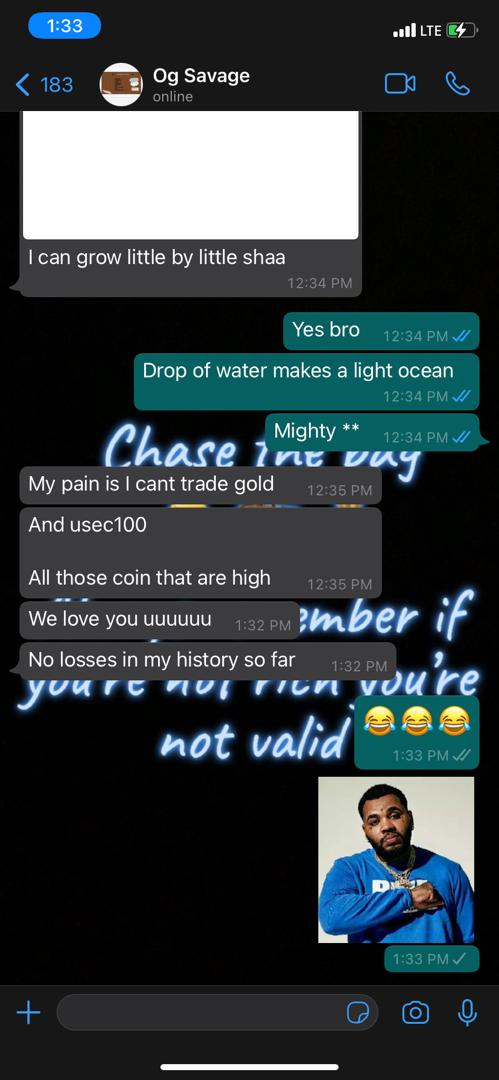 1:33
LTE
183
Og Savage
online
I can grow little by little shaa
12:34 PM
Yes bro 12:34 PM
Drop of water makes a light ocean
12:34 PM
Mighty ** 12:34 PM
Chase the bag
My pain is I cant trade gold 12:35 PM
And usec100
All those coin that are high 12:35 PM
We love you uuuuuu 1:32 PM
ember if
No losses in my history so far 1:32 PM
you're not rich you're
not valid
😂😂😂
1:33 PM
1:33 PM